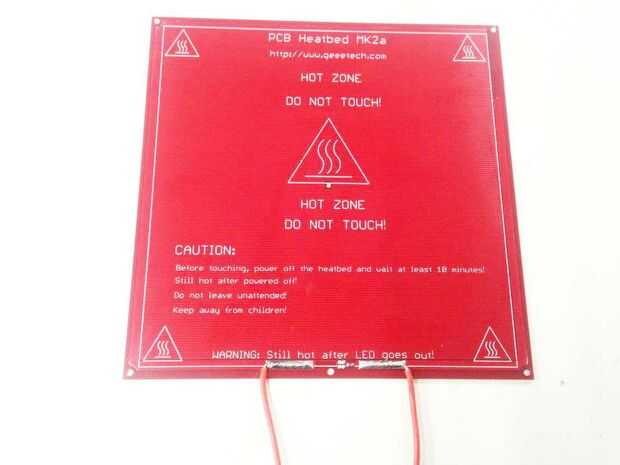 PCB Heatbed MK2a
http://www.geeetech.com
HOT ZONE
DO NOT TOUCH!
HOT ZONE
DO NOT TOUCH!
CAUTION:
Before touching, power off the heatbed and wait at least 10 minutes!
Still hot after powered off!
Do not leave unattended!
Keep away from children!
WARNING: Still hot after LED goes out!